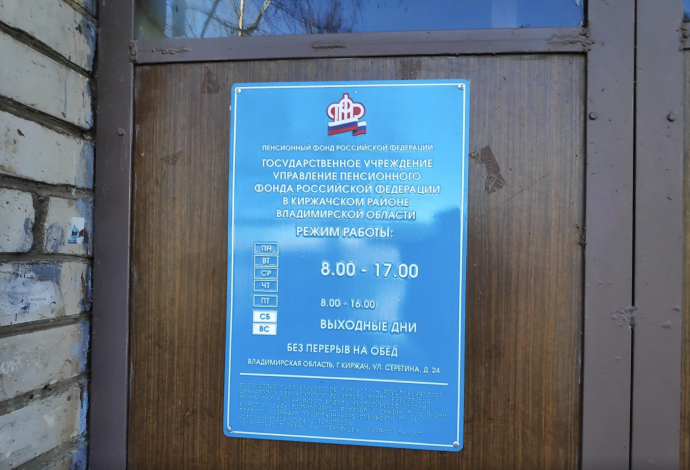 ПЕНСИОННЫЙ ФОНД РОССИЙСКОЙ ФЕДЕРАЦИИ
ГОСУДАРСТВЕННОЕ УЧРЕЖДЕНИЕ
УПРАВЛЕНИЕ ПЕНСИОННОГО
ФОНДА РОССИЙСКОЙ ФЕДЕРАЦИИ
В КИРЖАЧСКОМ РАЙОНЕ
ВЛАДИМИРСКОЙ ОБЛАСТИ
РЕЖИМ РАБОТЫ:
ПН
ВТ
СР 8.00 - 17.00
ЧТ
ПТ 8.00 - 16.00
СБ
ВС ВЫХОДНЫЕ ДНИ
БЕЗ ПЕРЕРЫВ НА ОБЕД
ВЛАДИМИРСКАЯ ОБЛАСТЬ, Г КИРЖАЧ, УЛ. СЕРЕГИНА, Д. 24